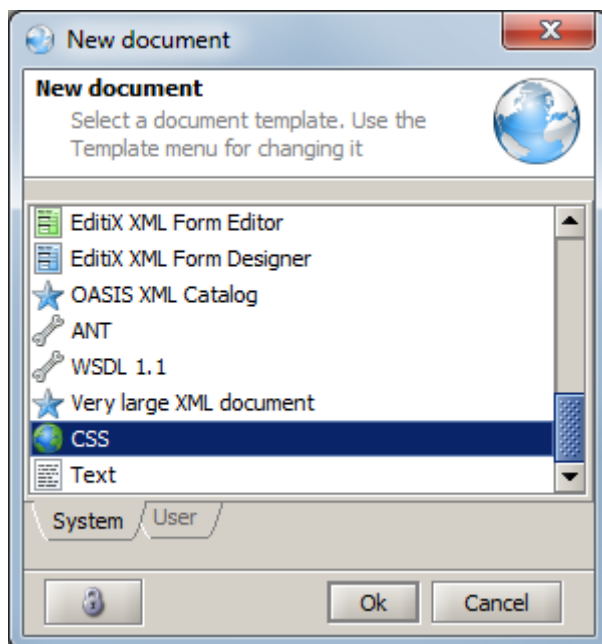 New document
New document
Select a document template. Use the
Template menu for changing it
EditiX XML Form Editor
EditiX XML Form Designer
OASIS XML Catalog
ANT
WSDL 1.1
Very large XML document
CSS
Text
System
User
Ok
Cancel